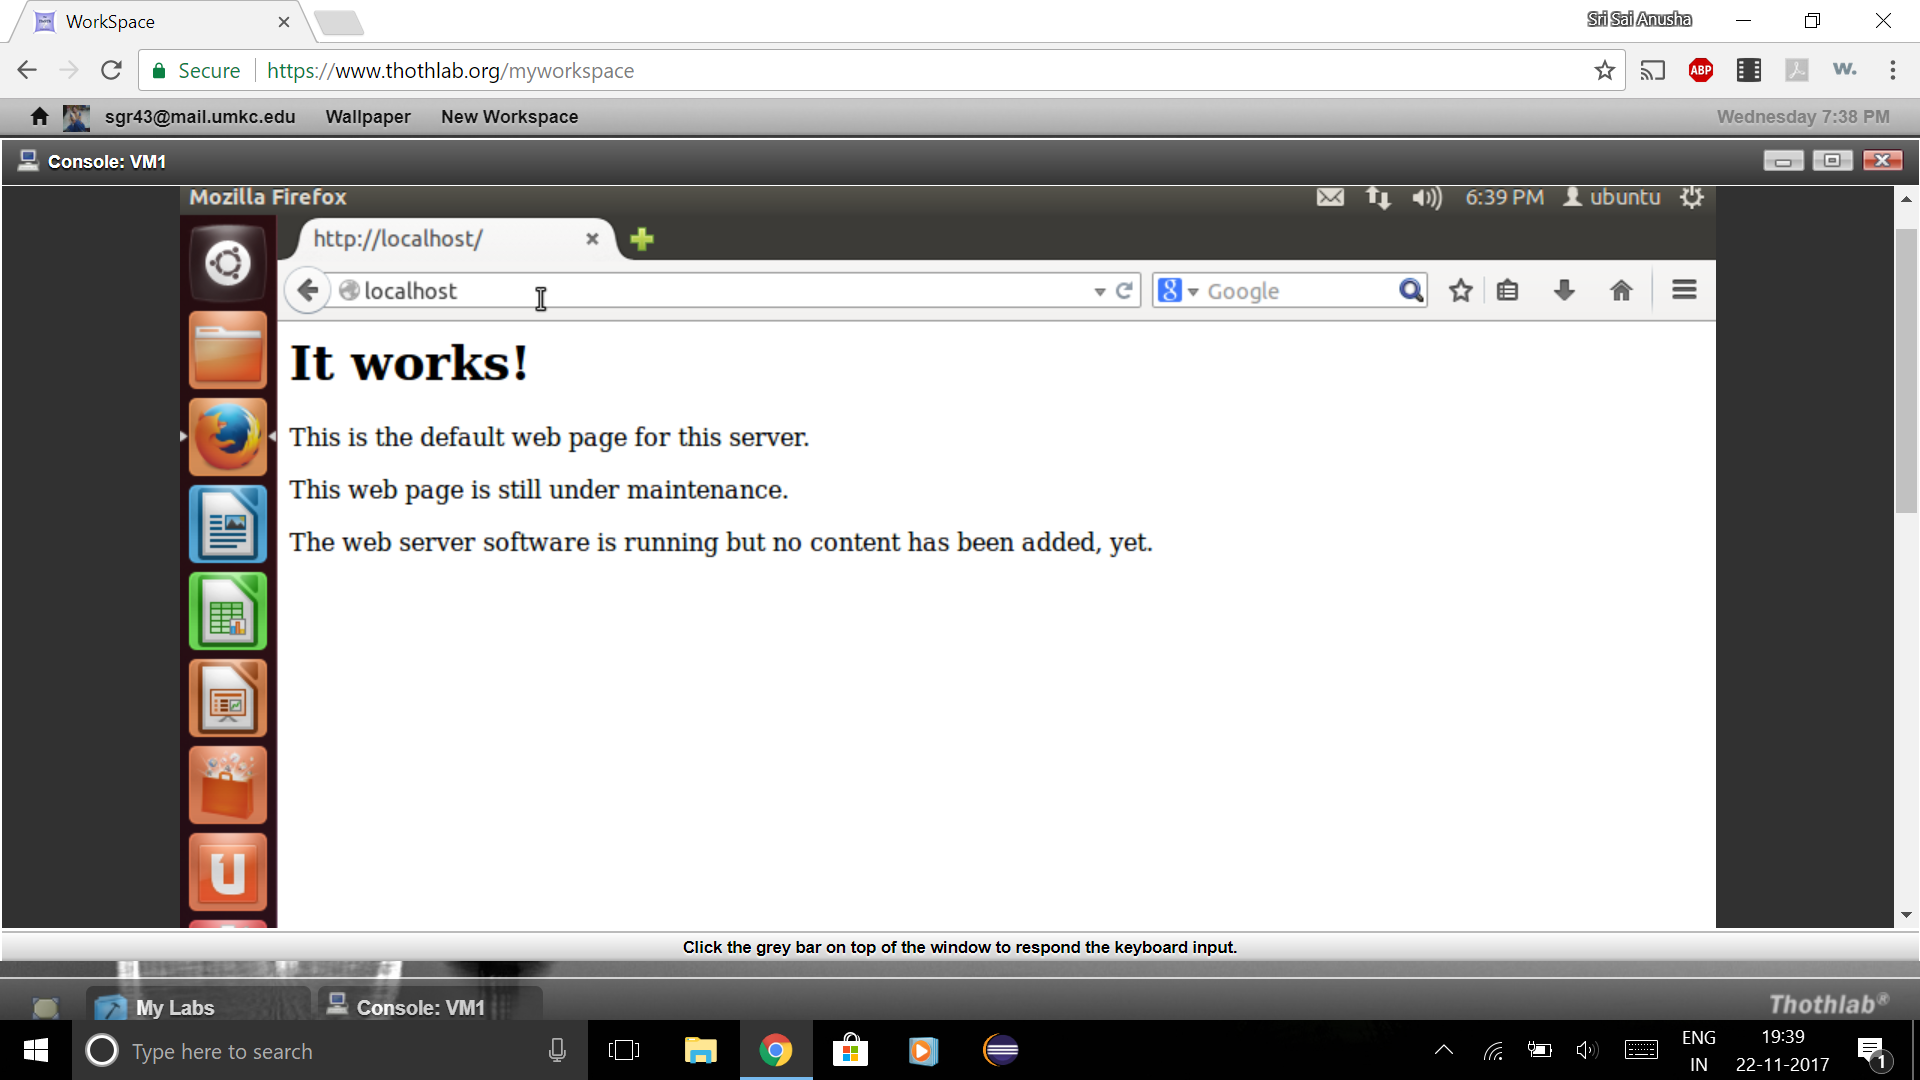 WorkSpace
Sri Sai Anusha
Secure
https://www.thothlab.org/myworkspace
ABP
W.
sgr43@mail.umkc.edu Wallpaper New Workspace Wednesday 7:38 PM
Console: VM1
Mozilla Firefox 6:39 PM ubuntu
http://localhost/
localhost
8 Google
It works!
This is the default web page for this server.
This web page is still under maintenance.
The web server software is running but no content has been added, yet.
Click the grey bar on top of the window to respond the keyboard input.
My Labs Console: VM1 Thothlab®
Type here to search
ENG
IN
19:39
22-11-2017
1